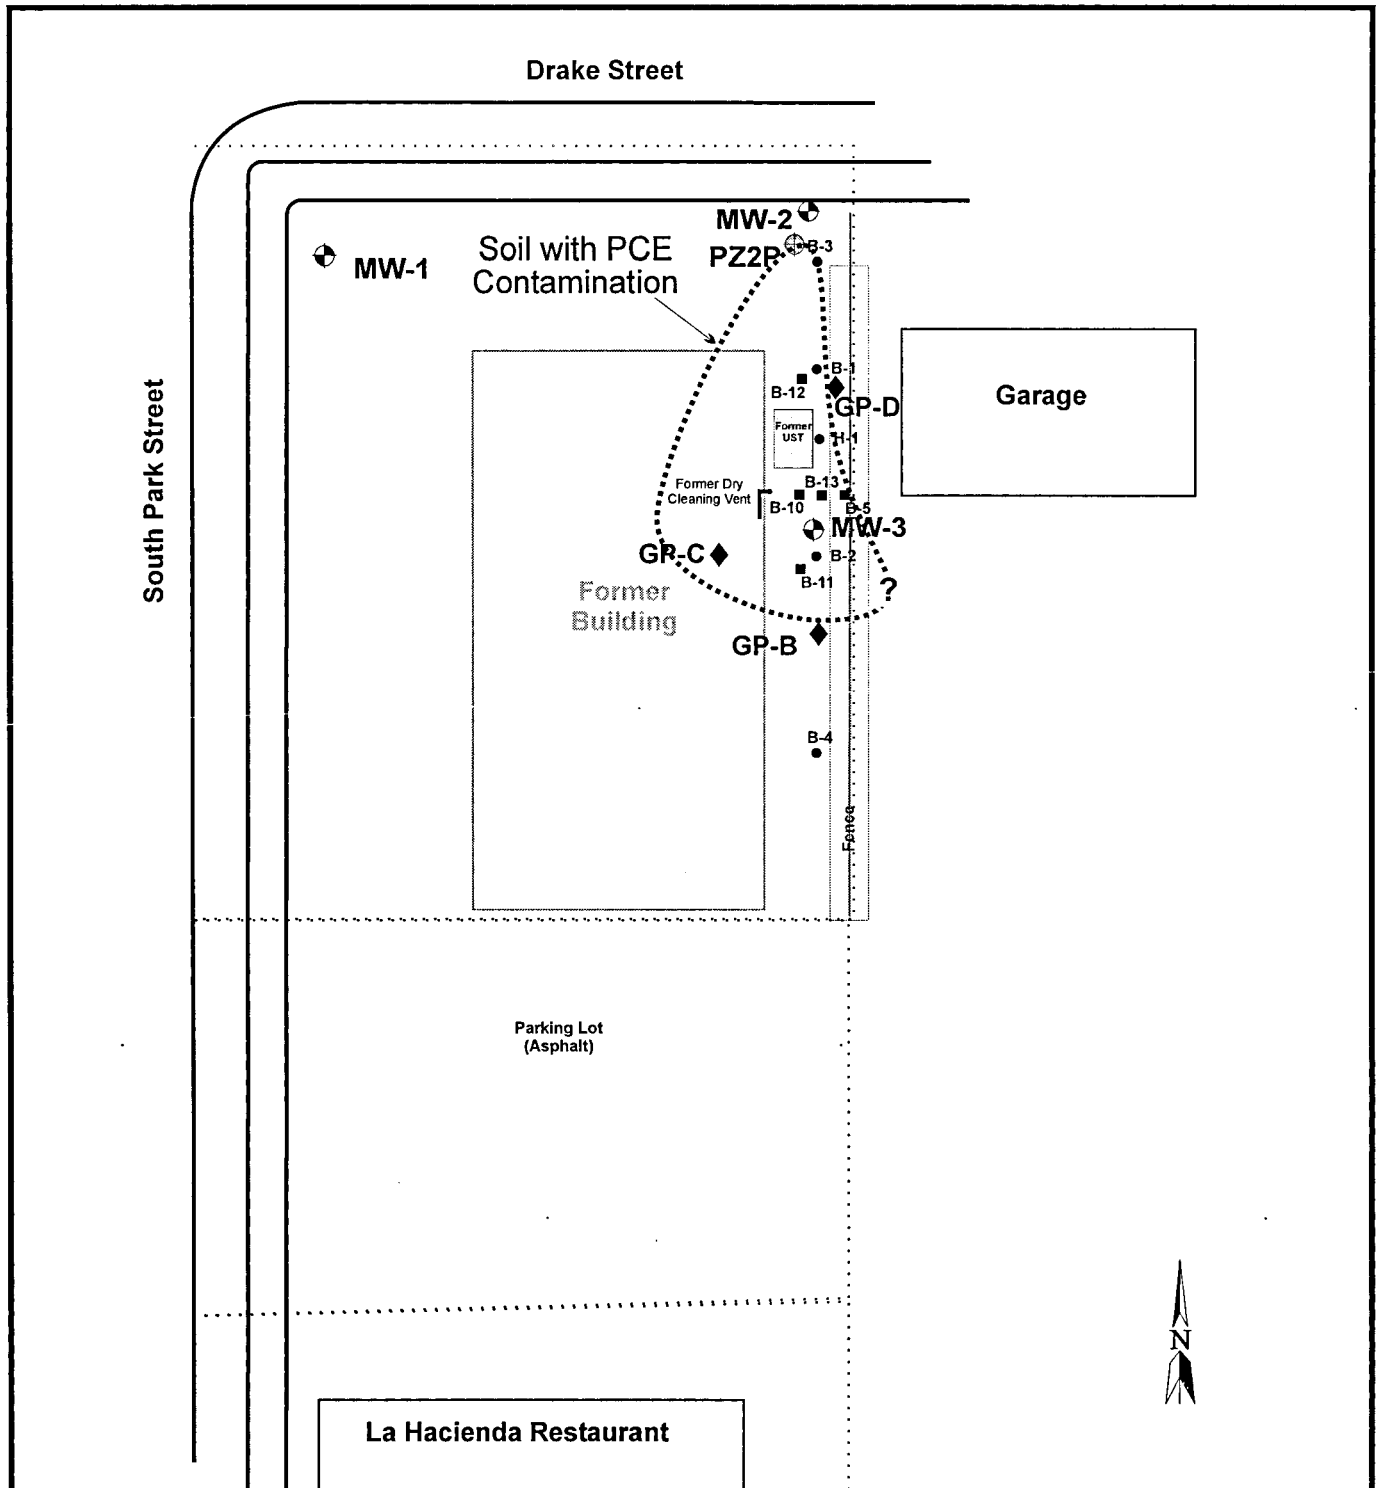 Drake Street
MW-2
Soil with PCE
Contamination
PZ2P
B-3
MW-1
B-1
B-12
GP-D
Garage
Former
UST
H-1
South Park Street
Former Dry
Cleaning Vent
B-13
B-10
B-5
MW-3
GP-C
B-2
B-11
?
Former
Building
GP-B
B-4
Fence
Parking Lot
(Asphalt)
N
La Hacienda Restaurant